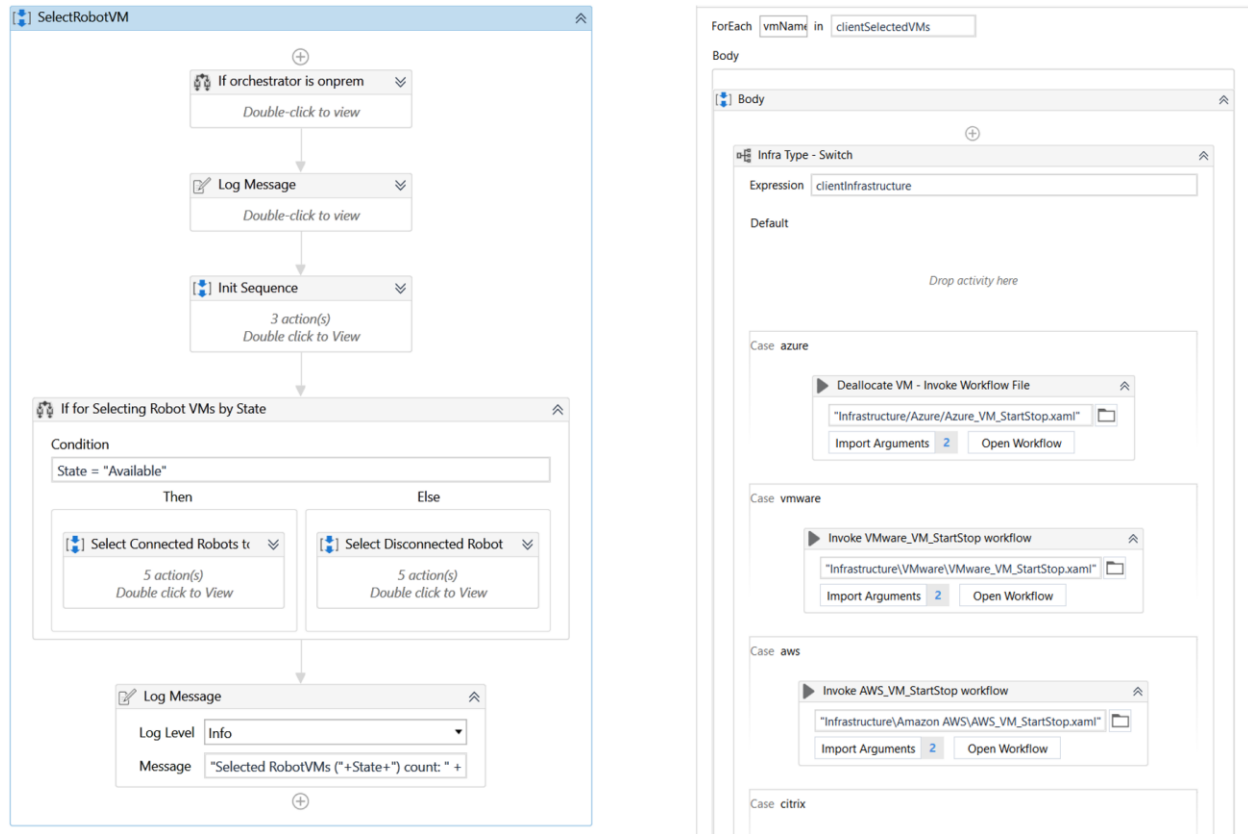 SelectRobotVM
If orchestrator is onprem
Double-click to view
Log Message
Double-click to view
Init Sequence
3 action(s)
Double click to View
If for Selecting Robot VMs by State
Condition
State = "Available"
Then
Else
Select Connected Robots to
5 action(s)
Double click to View
Select Disconnected Robot
5 action(s)
Double click to View
Log Message
Log Level Info
Message "Selected RobotVMs ("+State+") count: " +
ForEach vmName in clientSelectedVMs
Body
Body
Infra Type - Switch
Expression clientInfrastructure
Default
Drop activity here
Case azure
Deallocate VM - Invoke Workflow File
"Infrastructure/Azure/Azure_VM_StartStop.xaml"
Import Arguments 2 Open Workflow
Case vmware
Invoke VMware_VM_StartStop workflow
"Infrastructure\VMware\VMware_VM_StartStop.xaml"
Import Arguments 2 Open Workflow
Case aws
Invoke AWS_VM_StartStop workflow
"Infrastructure\Amazon AWS\AWS_VM_StartStop.xaml"
Import Arguments 2 Open Workflow
Case citrix